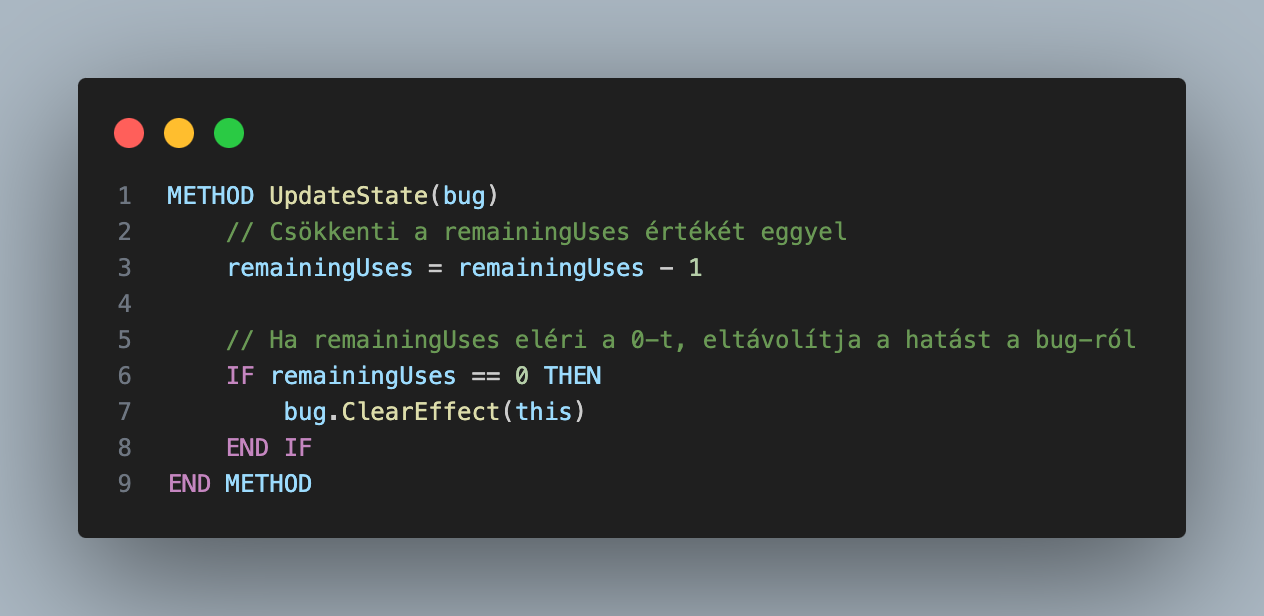 1 METHOD UpdateState(bug)
2 // Csökkenti a remainingUses értékét eggyel
3 remainingUses = remainingUses - 1
4
5 // Ha remainingUses eléri a 0-t, eltávolítja a hatást a bug-ról
6 IF remainingUses == 0 THEN
7 bug.ClearEffect(this)
8 END IF
9 END METHOD